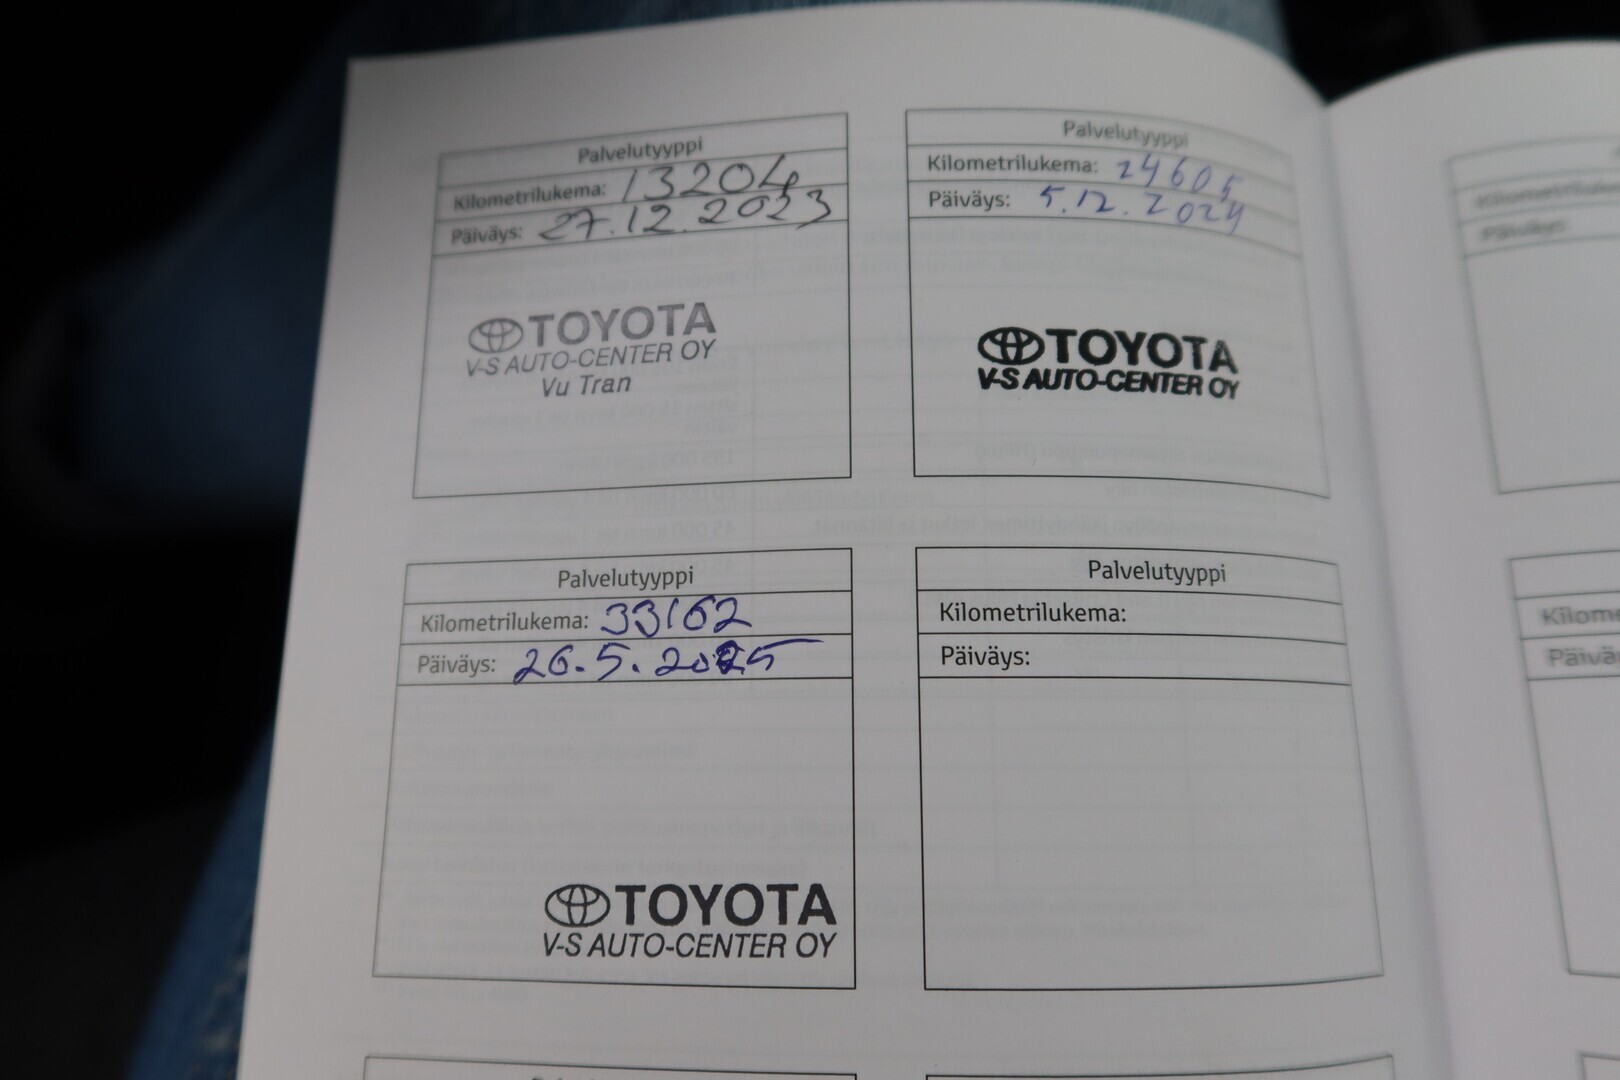 Palvelutyyppi
Kilometrilukema: 13204
Päiväys: 27.12.2023
TOYOTA
V-S AUTO-CENTER OY
Vu Tran
Palvelutyyppi
Kilometrilukema: 24605
Päiväys: 5.12.2024
TOYOTA
V-S AUTO-CENTER OY
Palvelutyyppi
Kilometrilukema: 33162
Päiväys: 26.5.2025
TOYOTA
V-S AUTO-CENTER OY
Palvelutyyppi
Kilometrilukema:
Päiväys: